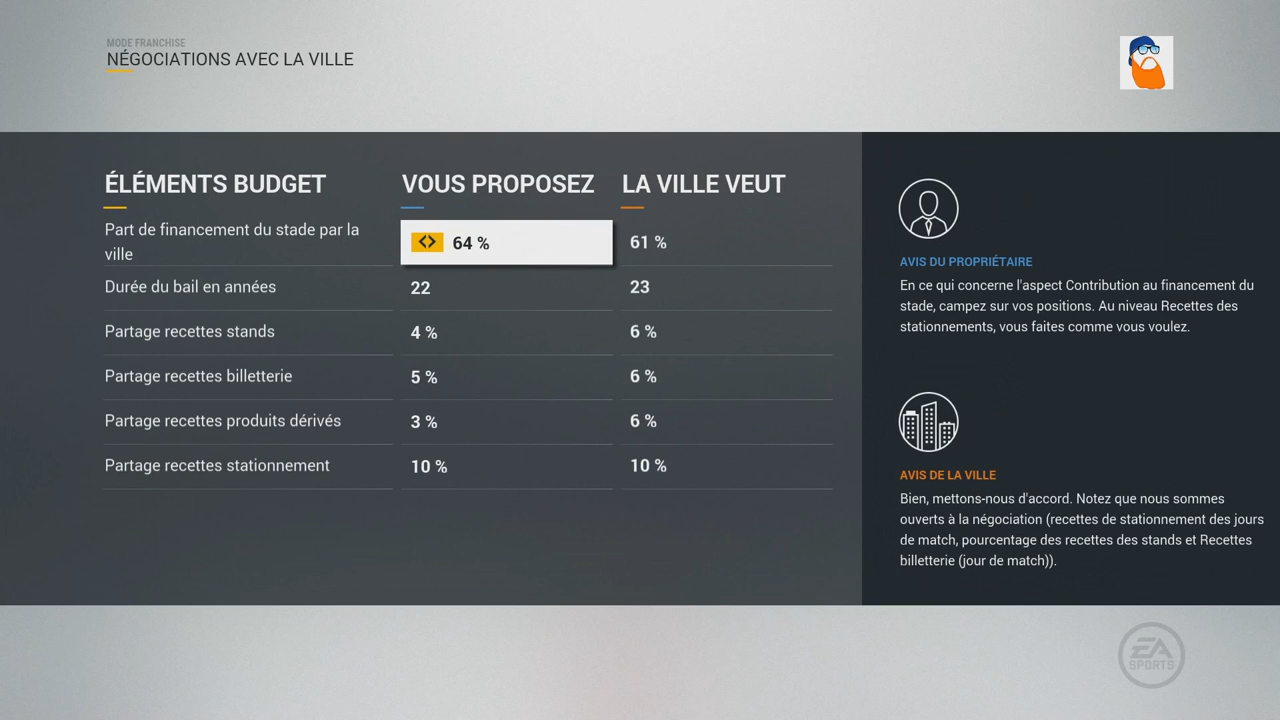 MODE FRANCHISE
NÉGOCIATIONS AVEC LA VILLE
ÉLÉMENTS BUDGET VOUS PROPOSEZ LA VILLE VEUT
Part de financement du stade par la
ville
64 % 61 %
Durée du bail en années 22 23
Partage recettes stands 4 % 6 %
Partage recettes billetterie 5 % 6 %
Partage recettes produits dérivés 3 % 6 %
Partage recettes stationnement 10 % 10 %
AVIS DU PROPRIÉTAIRE
En ce qui concerne l'aspect Contribution au financement du
stade, campez sur vos positions. Au niveau Recettes des
stationnements, vous faites comme vous voulez.
AVIS DE LA VILLE
Bien, mettons-nous d'accord. Notez que nous sommes
ouverts à la négociation (recettes de stationnement des jours
de match, pourcentage des recettes des stands et Recettes
billetterie (jour de match)).
EA
SPORTS